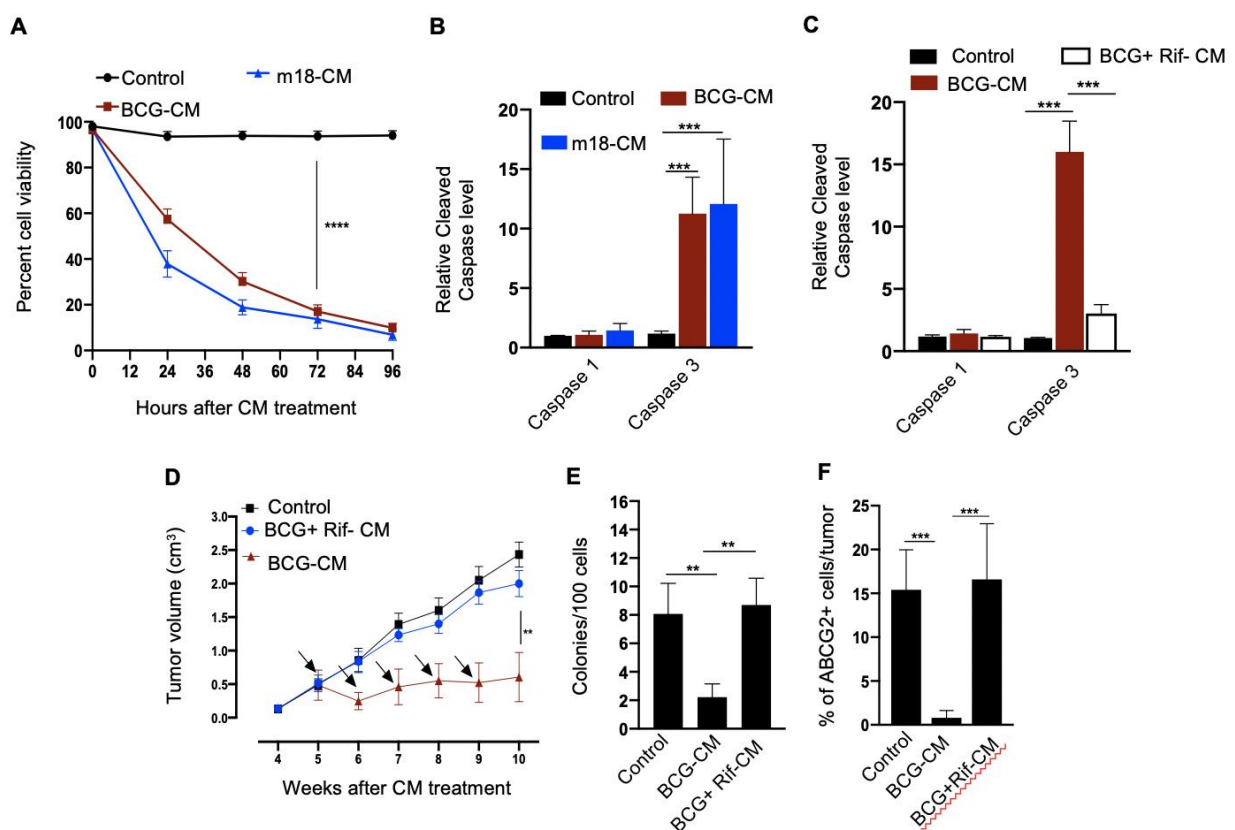 A
Control
m18-CM
BCG-CM
100
80
60
40
20
0
0 12 24 36 48 60 72 84 96
****
Percent cell viability
Hours after CM treatment
B
Control
BCG-CM
m18-CM
20
15
10
5
0
***
***
Relative Cleaved
Caspase level
Caspase 1
Caspase 3
C
Control
BCG+ Rif- CM
BCG-CM
20
15
10
5
0
***
***
Relative Cleaved
Caspase level
Caspase 1
Caspase 3
D
Control
BCG+ Rif- CM
BCG-CM
3.0
2.5
2.0
1.5
1.0
0.5
0.0
4 5 6 7 8 9 10
**
Tumor volume (cm³)
Weeks after CM treatment
E
16
14
12
10
8
6
4
2
0
**
**
Colonies/100 cells
Control
BCG-CM
BCG+ Rif-CM
F
25
20
15
10
5
0
***
***
% of ABCG2+ cells/tumor
Control
BCG-CM
BCG+Rif-CM